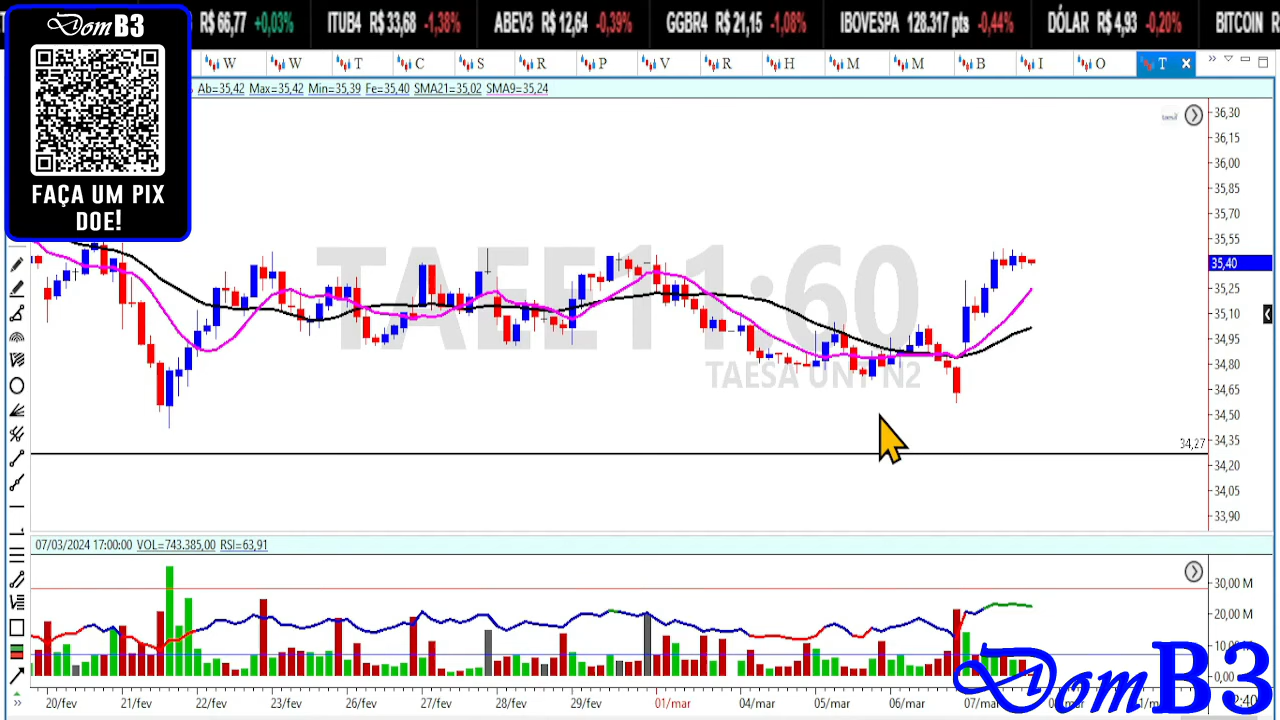 R$ 66,77 +0,03% ITUB4 R$ 33,68 -1,38% ABEV3 R$ 12,64 -0,39% GGBR4 R$ 21,15 -1,08% IBOVESPA 128.317 pts -0,44% DÓLAR R$ 4,93 -0,20% BITCOIN
DomB3
FAÇA UM PIX
DOE!
W W T C S R P V R H M M B I O T
Ab=35,42 Max=35,42 Min=35,39 Fe=35,40 SMA21=35,02 SMA9=35,24
TAEE11:60
TAESA UNT N2
36,30
36,15
36,00
35,85
35,70
35,55
35,40
35,25
35,10
34,95
34,80
34,65
34,50
34,35
34,27
34,20
34,05
33,90
07/03/2024 17:00:00 VOL=743.385,00 RSI=63,91
30,00 M
20,00 M
20/fev 21/fev 22/fev 23/fev 26/fev 27/fev 28/fev 29/fev 01/mar 04/mar 05/mar 06/mar 07/mar
DomB3